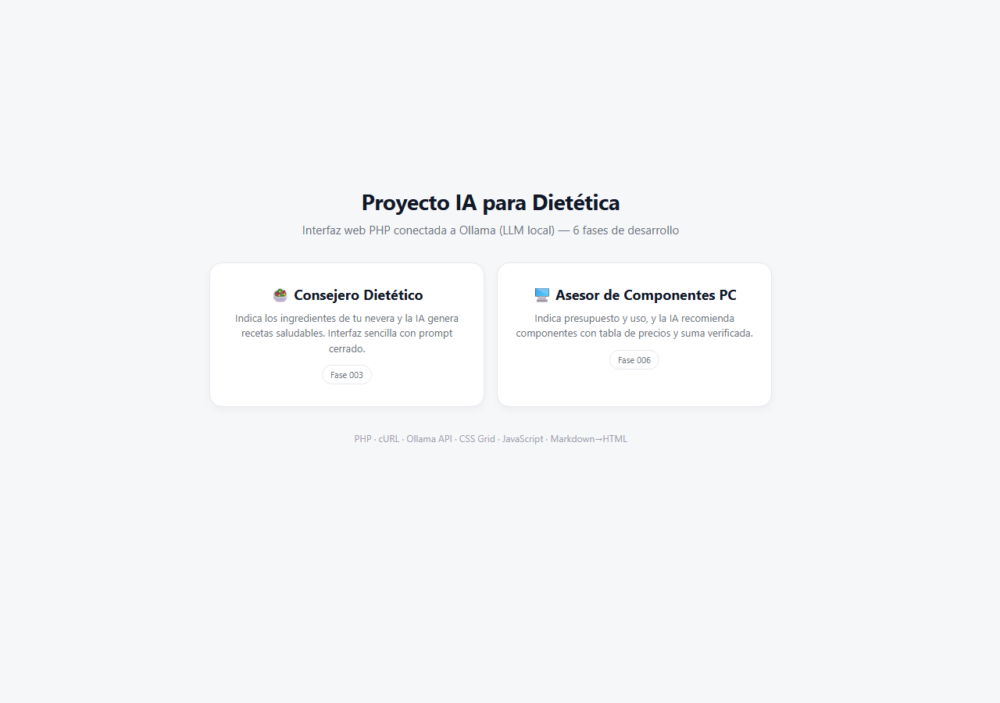 Proyecto IA para Dietética
Interfaz web PHP conectada a Ollama (LLM local) — 6 fases de desarrollo
🥗 Consejero Dietético
Indica los ingredientes de tu nevera y la IA genera
recetas saludables. Interfaz sencilla con prompt
cerrado.
Fase 003
🖥️ Asesor de Componentes PC
Indica presupuesto y uso, y la IA recomienda
componentes con tabla de precios y suma verificada.
Fase 006
PHP · cURL · Ollama API · CSS Grid · JavaScript · Markdown→HTML